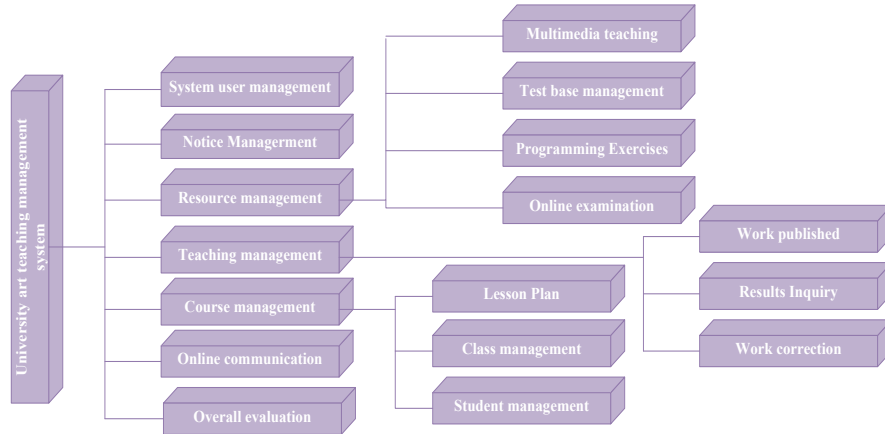 University art teaching management
system
System user management
Notice Managerment
Resource management
Teaching management
Course management
Online communication
Overall evaluation
Multimedia teaching
Test base management
Programming Exercises
Online examination
Lesson Plan
Class management
Student management
Work published
Results Inquiry
Work correction